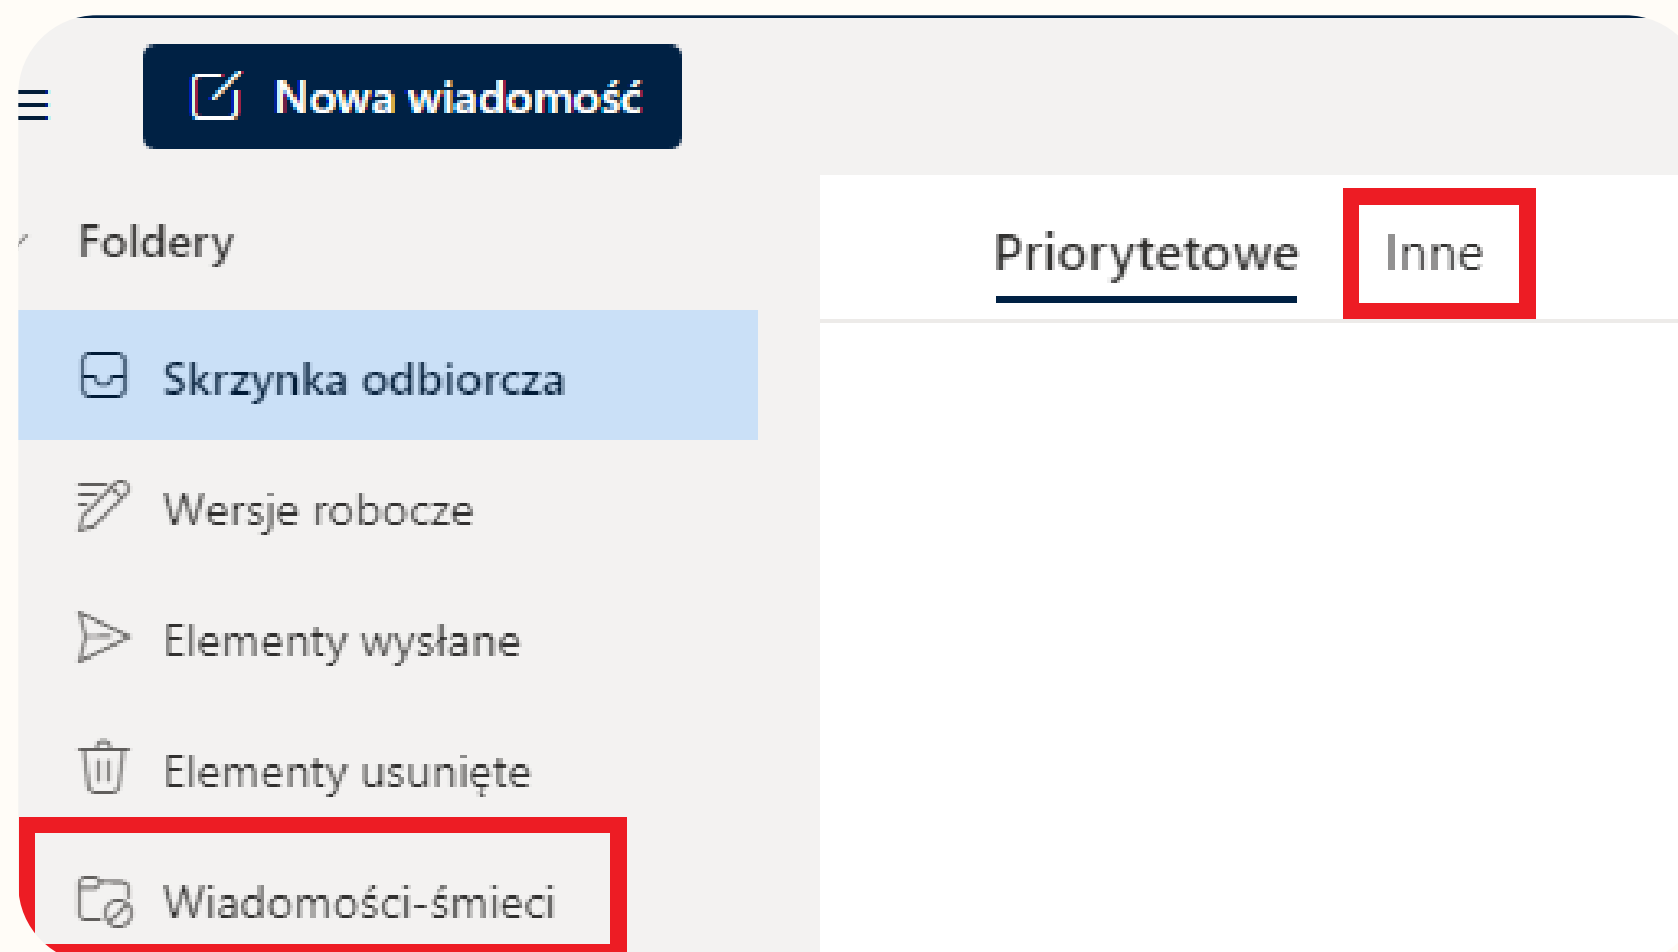 Nowa wiadomość
Foldery
Priorytetowe Inne
Skrzynka odbiorcza
Wersje robocze
Elementy wysłane
Elementy usunięte
Wiadomości-śmieci